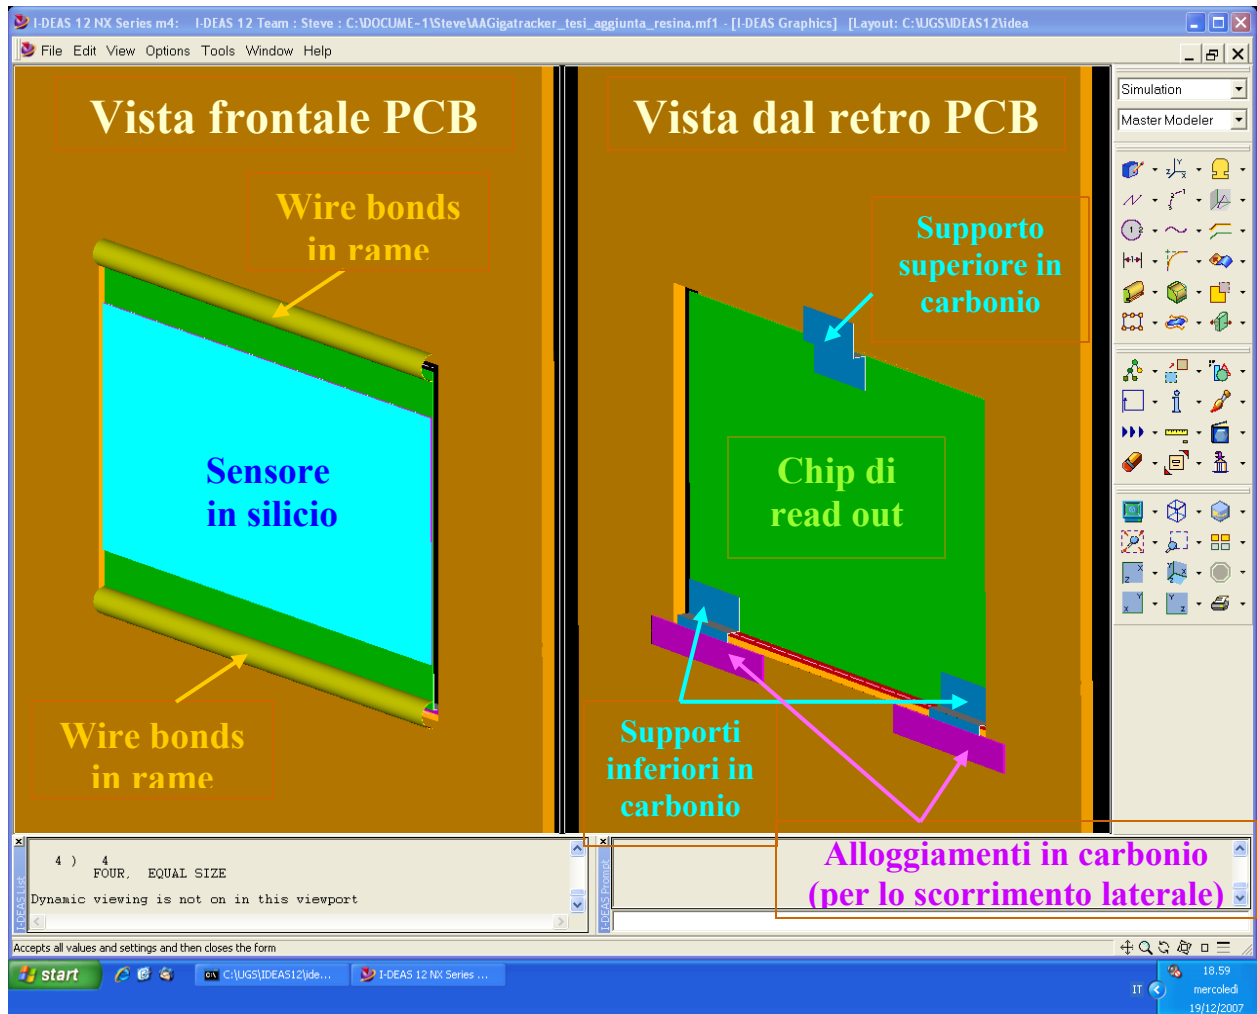 I-DEAS 12 NX Series m4:    I-DEAS 12 Team : Steve : C:\DOCUME~1\Steve\AAGigatracker_tesi_aggiunta_resina.mf1 - [I-DEAS Graphics]   [Layout: C:\UGS\IDEAS12\idea
File Edit View Options Tools Window Help
Vista frontale PCB
Wire bonds
in rame
Sensore
in silicio
Wire bonds
in rame
Vista dal retro PCB
Supporto
superiore in
carbonio
Chip di
read out
Supporti
inferiori in
carbonio
Alloggiamenti in carbonio
(per lo scorrimento laterale)
Simulation
Master Modeler
I-DEAS List
4 )   4
FOUR,  EQUAL SIZE
Dynamic viewing is not on in this viewport
I-DEAS Prompt
Accepts all values and settings and then closes the form
start
C:\UGS\IDEAS12\ide...
I-DEAS 12 NX Series ...
IT
18.59
mercoledì
19/12/2007